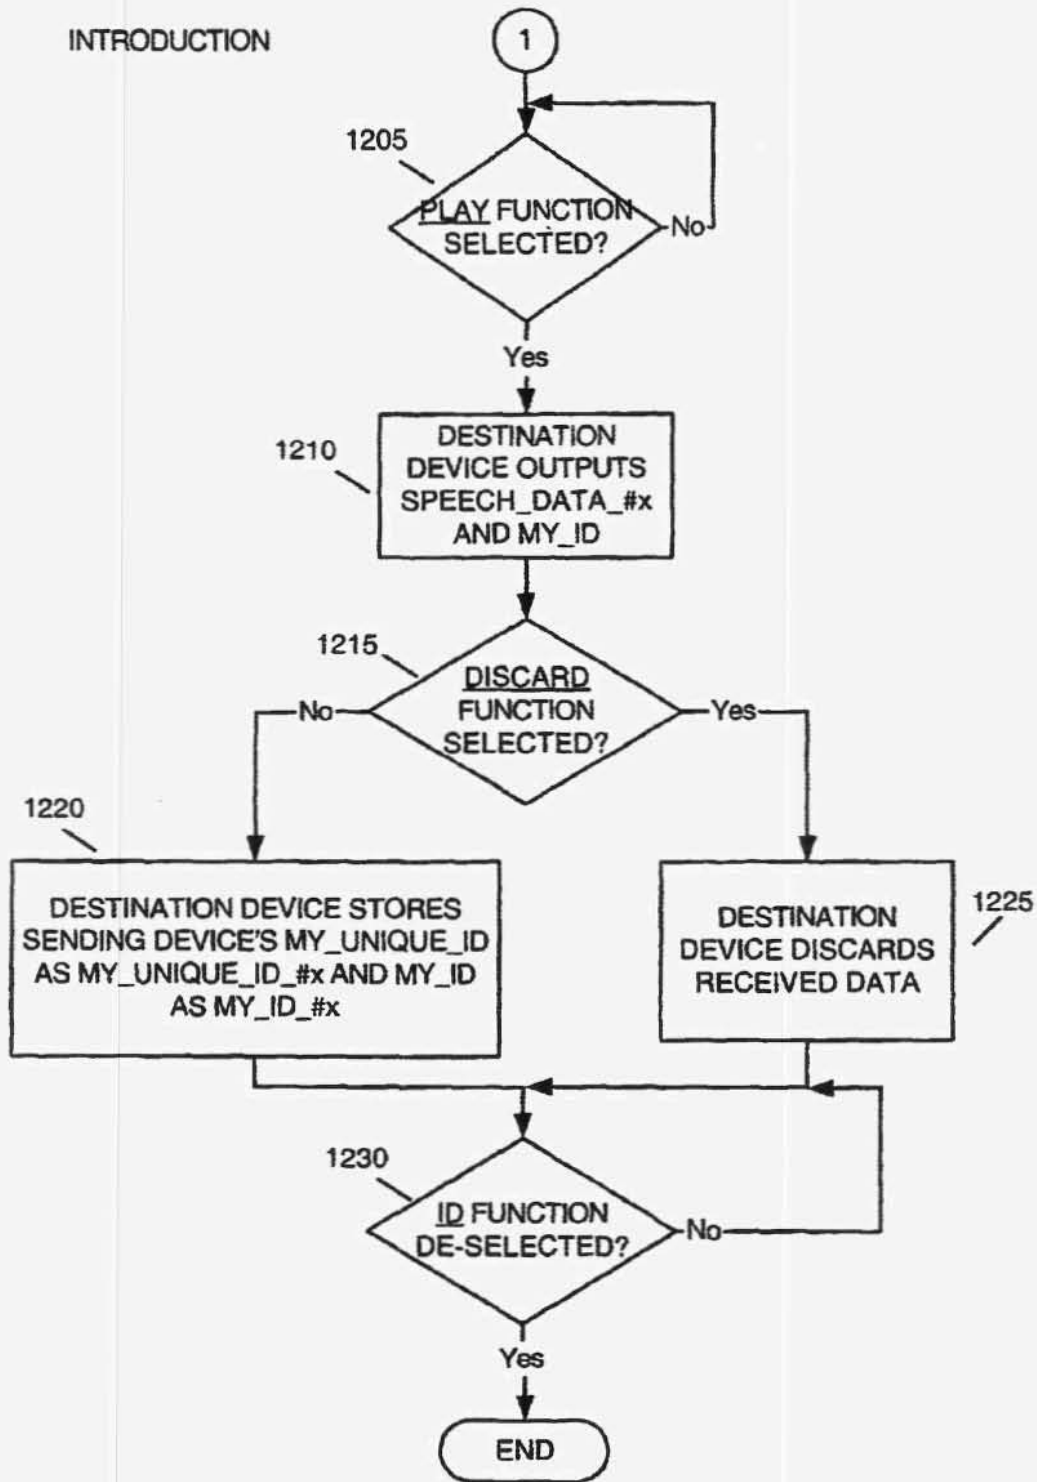 INTRODUCTION
1
1205
PLAY FUNCTION
SELECTED?
No
Yes
1210
DESTINATION
DEVICE OUTPUTS
SPEECH_DATA_#x
AND MY_ID
1215
DISCARD
FUNCTION
SELECTED?
No
Yes
1220
DESTINATION DEVICE STORES
SENDING DEVICE'S MY_UNIQUE_ID
AS MY_UNIQUE_ID_#x AND MY_ID
AS MY_ID_#x
1225
DESTINATION
DEVICE DISCARDS
RECEIVED DATA
1230
ID FUNCTION
DE-SELECTED?
No
Yes
END